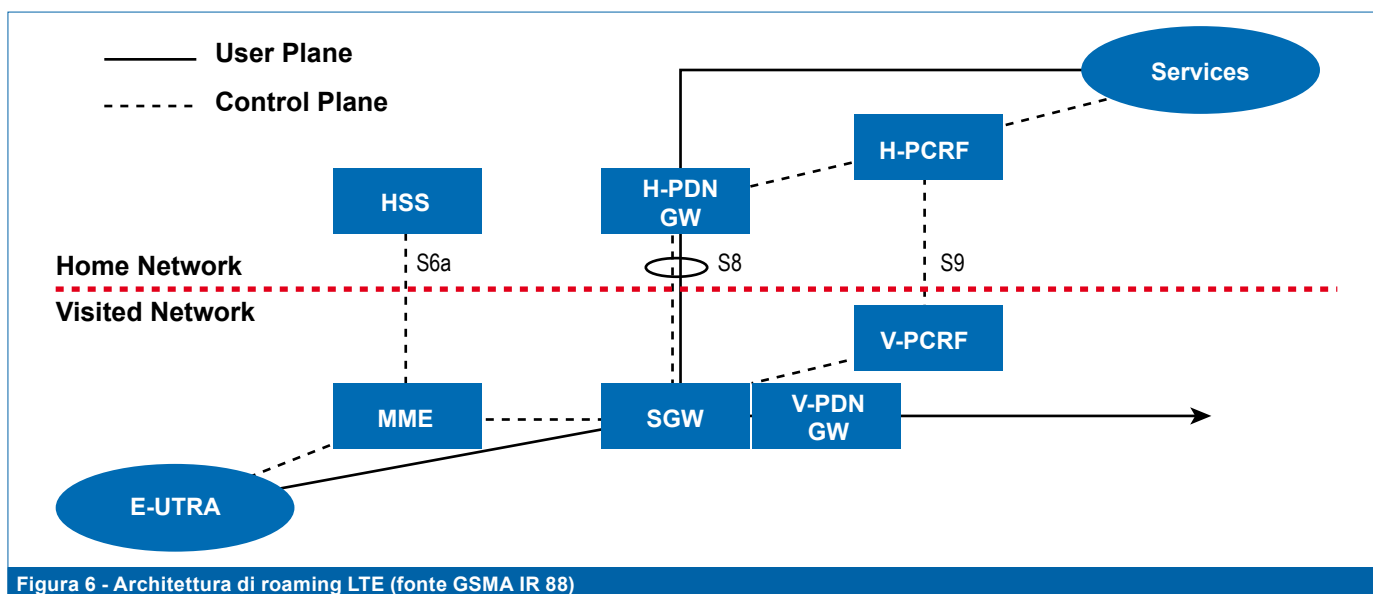 User Plane
Control Plane
Services
H-PCRF
HSS
H-PDN
GW
S6a
S8
S9
Home Network
Visited Network
V-PCRF
MME
SGW
V-PDN
GW
E-UTRA
Figura 6 - Architettura di roaming LTE (fonte GSMA IR 88)